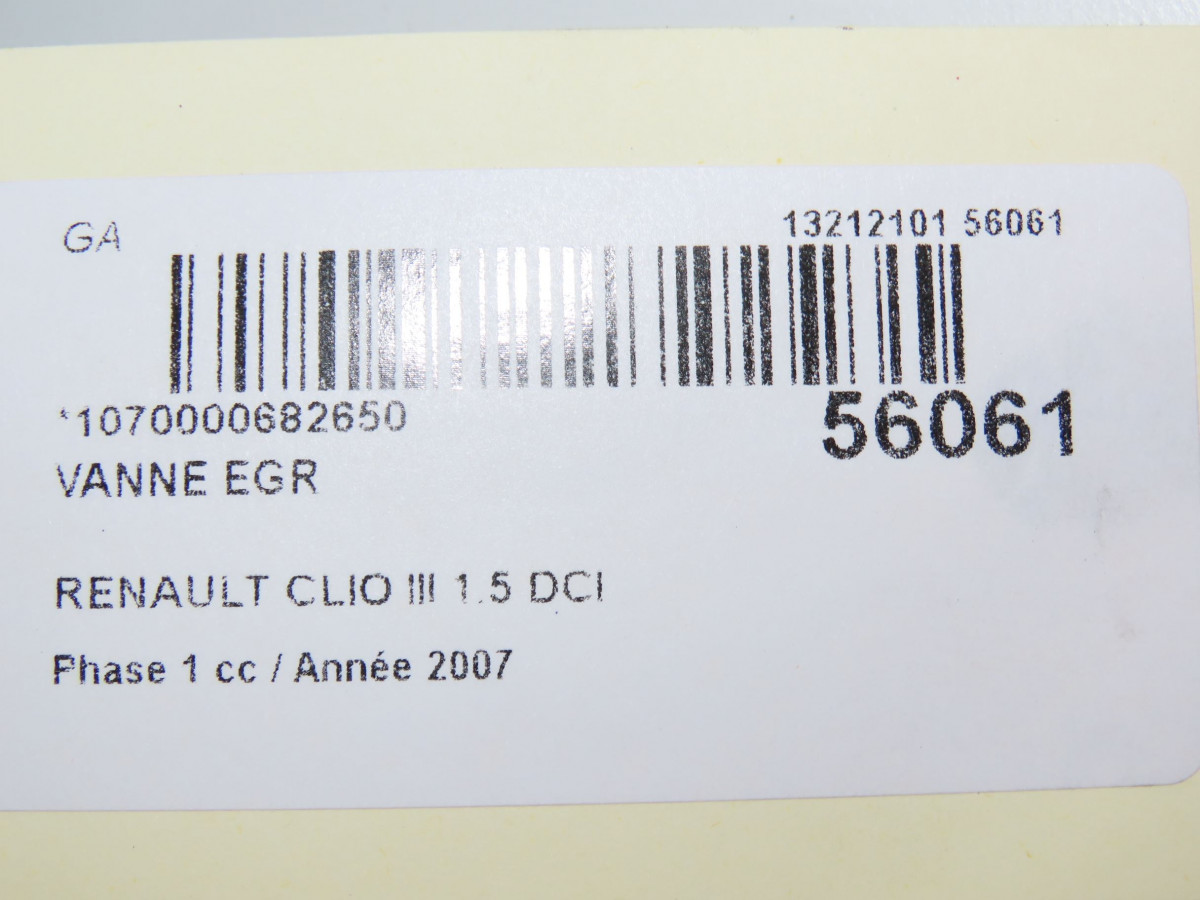 GA
13212101 56061
*1070000682650
56061
VANNE EGR
RENAULT CLIO III 1.5 DCI
Phase 1 cc / Année 2007